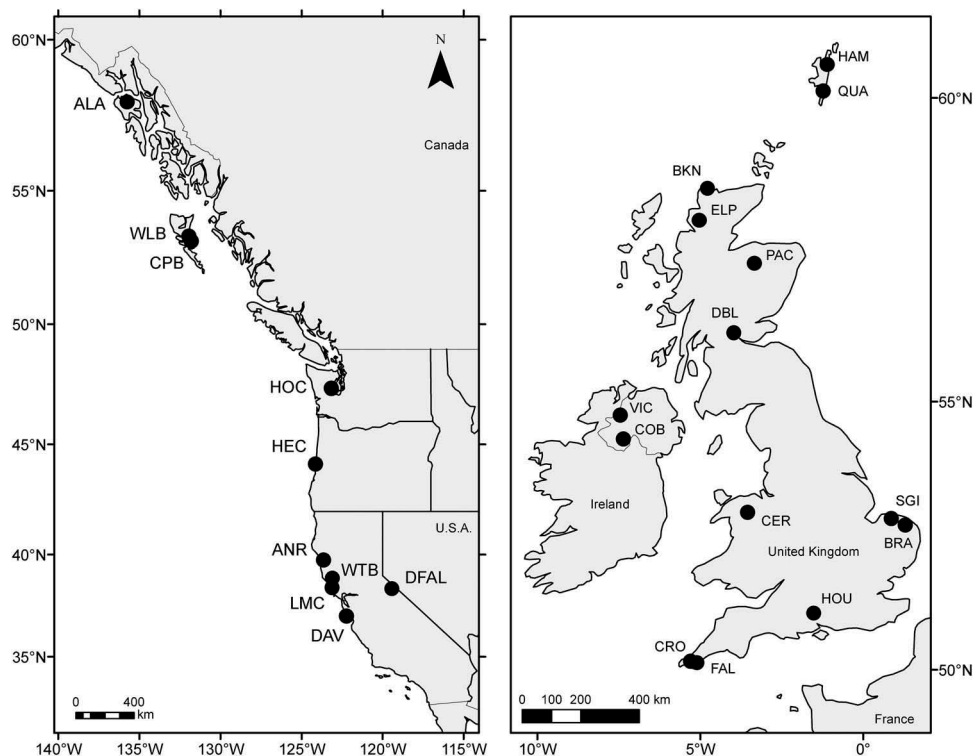 60°N
N
ALA
Canada
55°N
WLB
CPB
50°N
HOC
45°N
HEC
U.S.A.
40°N
ANR
WTB
DFAL
LMC
DAV
35°N
0 400
km
140°W 135°W 130°W 125°W 119°W
HAM
60°N
QUA
BKN
ELP
PAC
DBL
55°N
VIC
COB
SGI
Ireland
CER
BRA
United Kingdom
HOU
CRO
FAL
50°N
0 100 200 400 km
France
10°W 5°W 0°